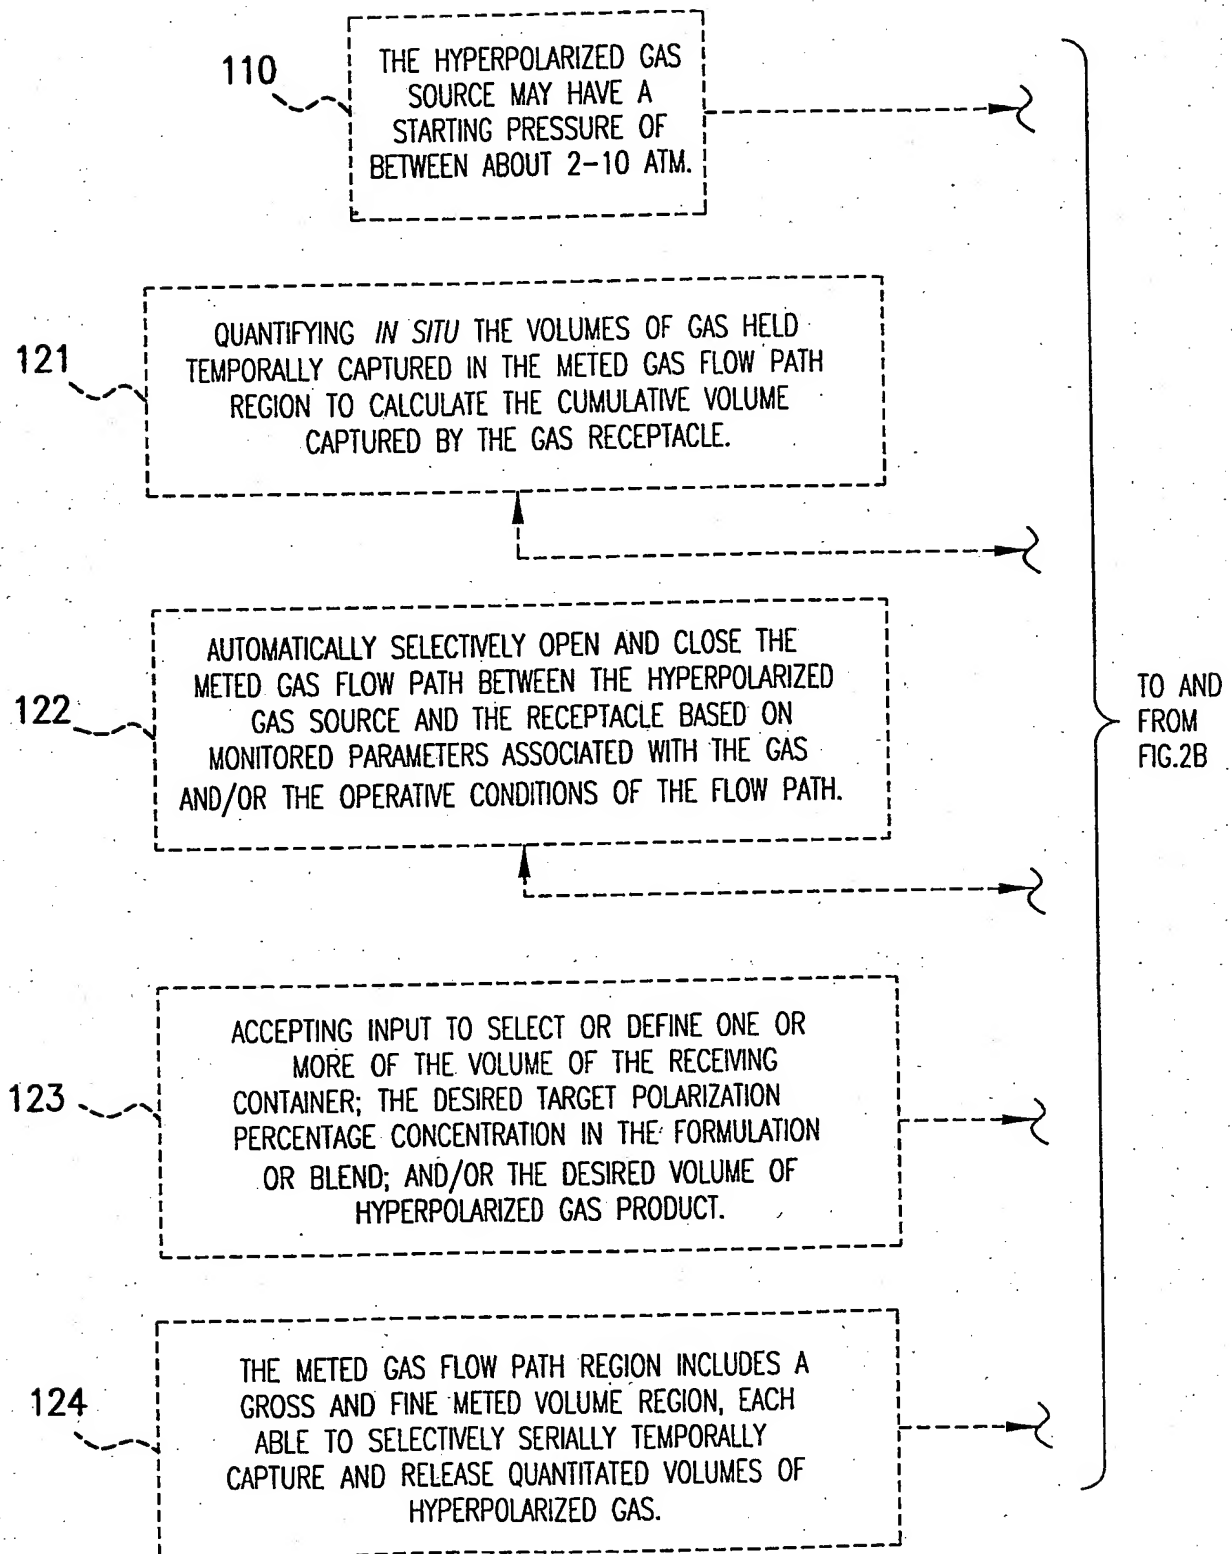 110
THE HYPERPOLARIZED GAS
SOURCE MAY HAVE A
STARTING PRESSURE OF
BETWEEN ABOUT 2-10 ATM.
121
QUANTIFYING IN SITU THE VOLUMES OF GAS HELD
TEMPORALLY CAPTURED IN THE METED GAS FLOW PATH
REGION TO CALCULATE THE CUMULATIVE VOLUME
CAPTURED BY THE GAS RECEPTACLE.
122
AUTOMATICALLY SELECTIVELY OPEN AND CLOSE THE
METED GAS FLOW PATH BETWEEN THE HYPERPOLARIZED
GAS SOURCE AND THE RECEPTACLE BASED ON
MONITORED PARAMETERS ASSOCIATED WITH THE GAS
AND/OR THE OPERATIVE CONDITIONS OF THE FLOW PATH.
TO AND
FROM
FIG.2B
123
ACCEPTING INPUT TO SELECT OR DEFINE ONE OR
MORE OF THE VOLUME OF THE RECEIVING
CONTAINER; THE DESIRED TARGET POLARIZATION
PERCENTAGE CONCENTRATION IN THE FORMULATION
OR BLEND; AND/OR THE DESIRED VOLUME OF
HYPERPOLARIZED GAS PRODUCT.
124
THE METED GAS FLOW PATH REGION INCLUDES A
GROSS AND FINE METED VOLUME REGION, EACH
ABLE TO SELECTIVELY SERIALLY TEMPORALLY
CAPTURE AND RELEASE QUANTITATED VOLUMES OF
HYPERPOLARIZED GAS.